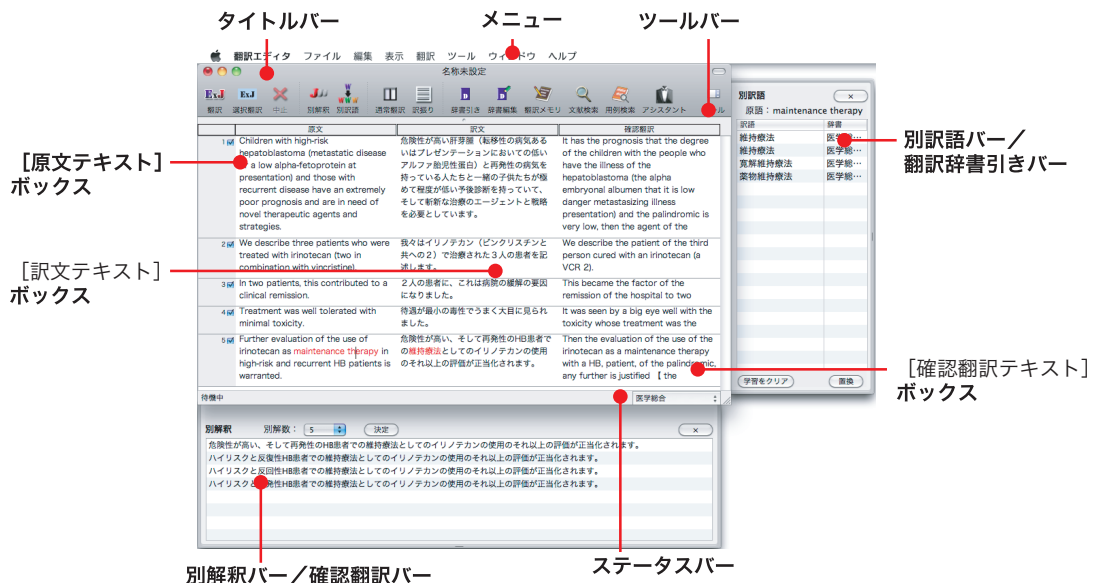 タイトルバー
メニュー
ツールバー
翻訳エディタ ファイル 編集 表示 翻訳 ツール ウィンドウ ヘルプ
名称未設定
翻訳 選択翻訳 中止 別解釈 別訳語 通常翻訳 訳振り 辞書引き 辞書編集 翻訳メモリ 文献検索 用例検索 アシスタント
原文 訳文 確認翻訳
1
Children with high-risk
hepatoblastoma (metastatic disease
or a low alpha-fetoprotein at
presentation) and those with
recurrent disease have an extremely
poor prognosis and are in need of
novel therapeutic agents and
strategies.
危険性が高い肝芽腫（転移性の病気ある
いはプレゼンテーションにおいての低い
アルファ胎児性蛋白）と再発性の病気を
持っている人たちと一緒の子供たちが極
めて程度が低い予後診断を持っていて、
そして斬新な治療のエージェントと戦略
を必要としています。
It has the prognosis that the degree
of the children with the people who
have the illness of the
hepatoblastoma (the alpha
embryonal albumen that it is low
danger metastasizing illness
presentation) and the palindromic is
very low, then the agent of the
2
We describe three patients who were
treated with irinotecan (two in
combination with vincristine).
我々はイリノテカン（ビンクリスチンと
共への２）で治療された３人の患者を記
述します。
We describe the patient of the third
person cured with an irinotecan (a
VCR 2).
3
In two patients, this contributed to a
clinical remission.
２人の患者に、これは病院の緩解の要因
になりました。
This became the factor of the
remission of the hospital to two
4
Treatment was well tolerated with
minimal toxicity.
待遇が最小の毒性でうまく大目に見られ
ました。
It was seen by a big eye well with the
toxicity whose treatment was the
5
Further evaluation of the use of
irinotecan as maintenance therapy in
high-risk and recurrent HB patients is
warranted.
危険性が高い、そして再発性のHB患者で
の維持療法としてのイリノテカンの使用
のそれ以上の評価が正当化されます。
Then the evaluation of the use of the
irinotecan as a maintenance therapy
with a HB, patient, of the palindromic,
any further is justified 【 the
待機中
医学総合
別訳語
×
原語：maintenance therapy
訳語 辞書
維持療法 医学総…
維持療法 医学総…
寛解維持療法 医学総…
薬物維持療法 医学総…
学習をクリア
置換
別解釈 別解数： 5 決定 ×
危険性が高い、そして再発性のHB患者での維持療法としてのイリノテカンの使用のそれ以上の評価が正当化されます。
ハイリスクと反復性HB患者での維持療法としてのイリノテカンの使用のそれ以上の評価が正当化されます。
ハイリスクと反回性HB患者での維持療法としてのイリノテカンの使用のそれ以上の評価が正当化されます。
ハイリスクと再発性HB患者での維持療法としてのイリノテカンの使用のそれ以上の評価が正当化されます。
［原文テキスト］
ボックス
［訳文テキスト］
ボックス
別訳語バー／
翻訳辞書引きバー
［確認翻訳テキスト］
ボックス
ステータスバー
別解釈バー／確認翻訳バー